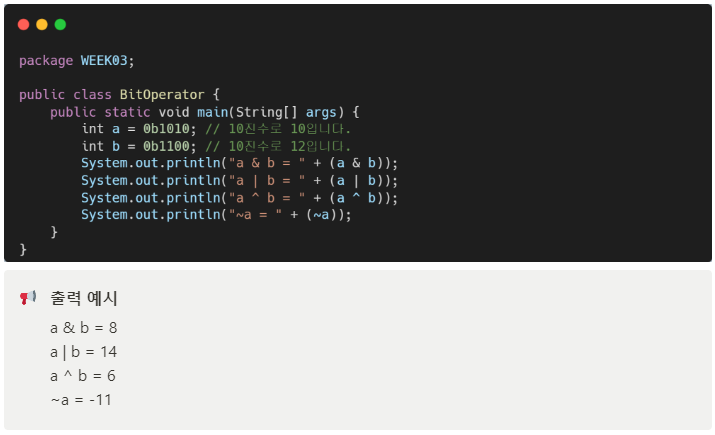 package WEEK03;
public class BitOperator {
public static void main(String[] args) {
int a = 0b1010; // 10진수로 10입니다.
int b = 0b1100; // 10진수로 12입니다.
System.out.println("a & b = " + (a & b));
System.out.println("a | b = " + (a | b));
System.out.println("a ^ b = " + (a ^ b));
System.out.println("~a = " + (~a));
}
}
출력 예시
a & b = 8
a | b = 14
a ^ b = 6
~a = -11